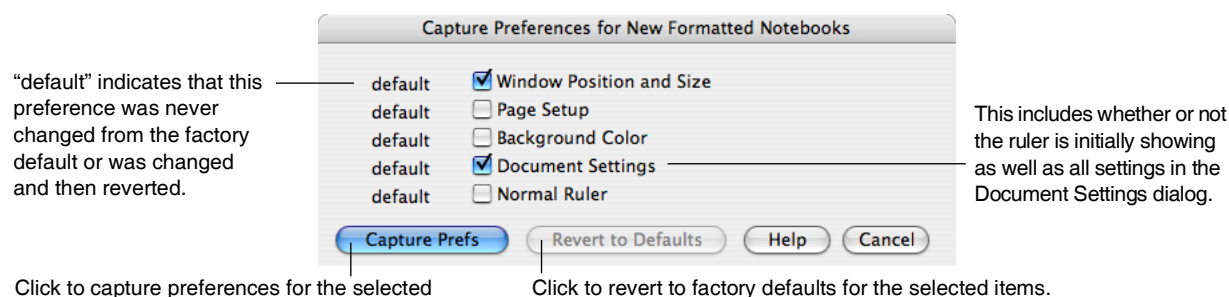 Capture Preferences for New Formatted Notebooks
“default” indicates that this
preference was never
changed from the factory
default or was changed
and then reverted.
default Window Position and Size
default Page Setup
default Background Color
default Document Settings
default Normal Ruler
This includes whether or not
the ruler is initially showing
as well as all settings in the
Document Settings dialog.
Capture Prefs Revert to Defaults Help Cancel
Click to capture preferences for the selected
Click to revert to factory defaults for the selected items.